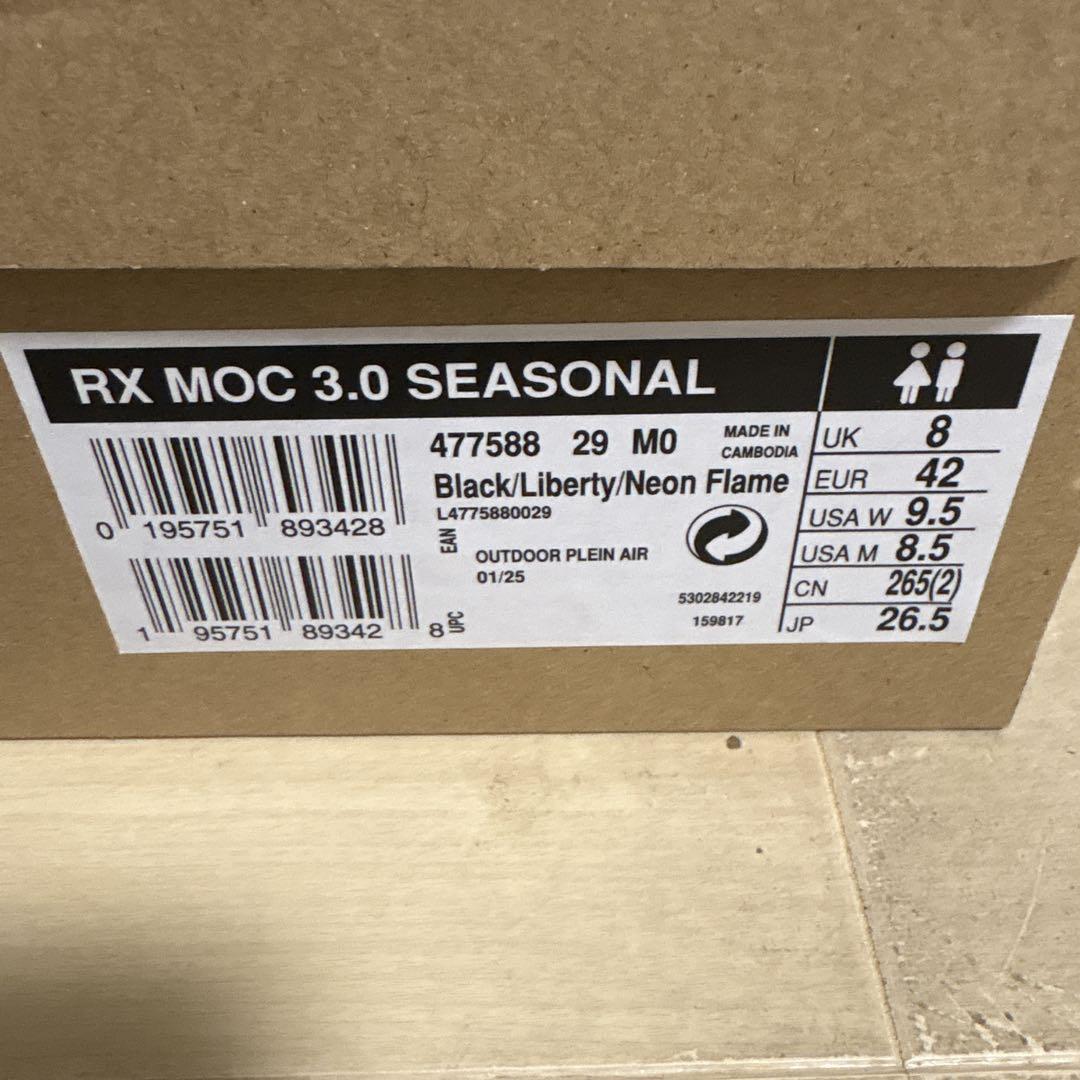 RX MOC 3.0 SEASONAL
477588 29 M0
MADE IN
CAMBODIA
Black/Liberty/Neon Flame
L4775880029
0 195751 893428
EAN
OUTDOOR PLEIN AIR
01/25
5302842219
159817
1 95751 89342 8
UPC
UK 8
EUR 42
USA W 9.5
USA M 8.5
CN 265(2)
JP 26.5